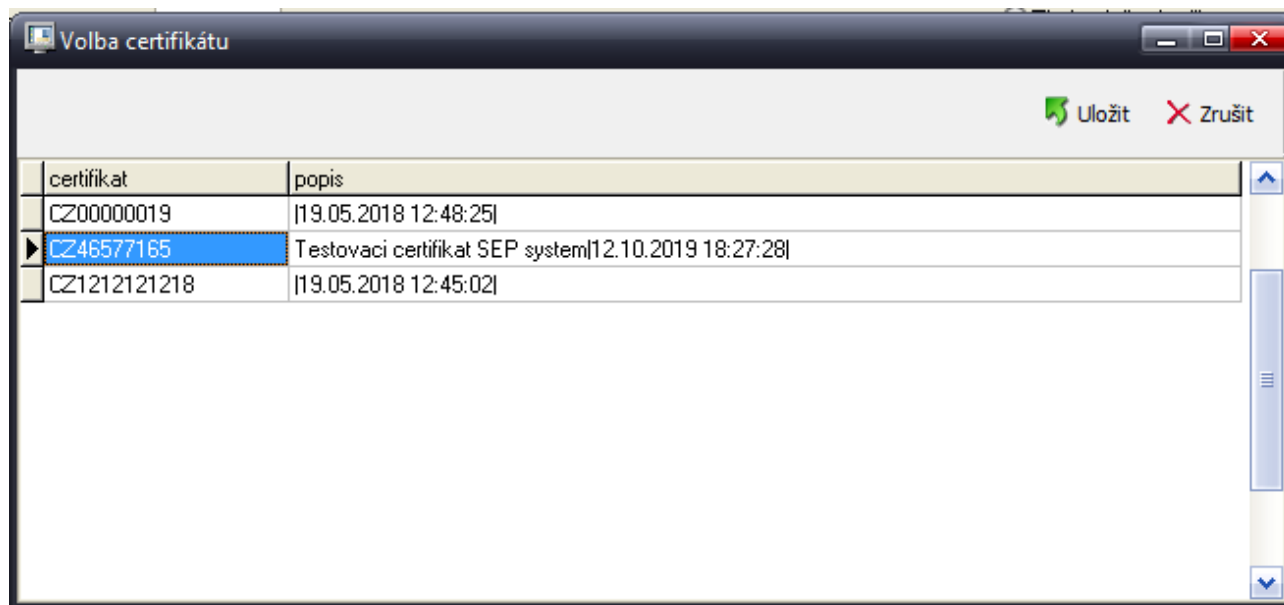 Volba certifikátu
Uložit Zrušit
certifikat popis
CZ00000019 |19.05.2018 12:48:25|
CZ46577165 Testovaci certifikat SEP system|12.10.2019 18:27:28|
CZ1212121218 |19.05.2018 12:45:02|